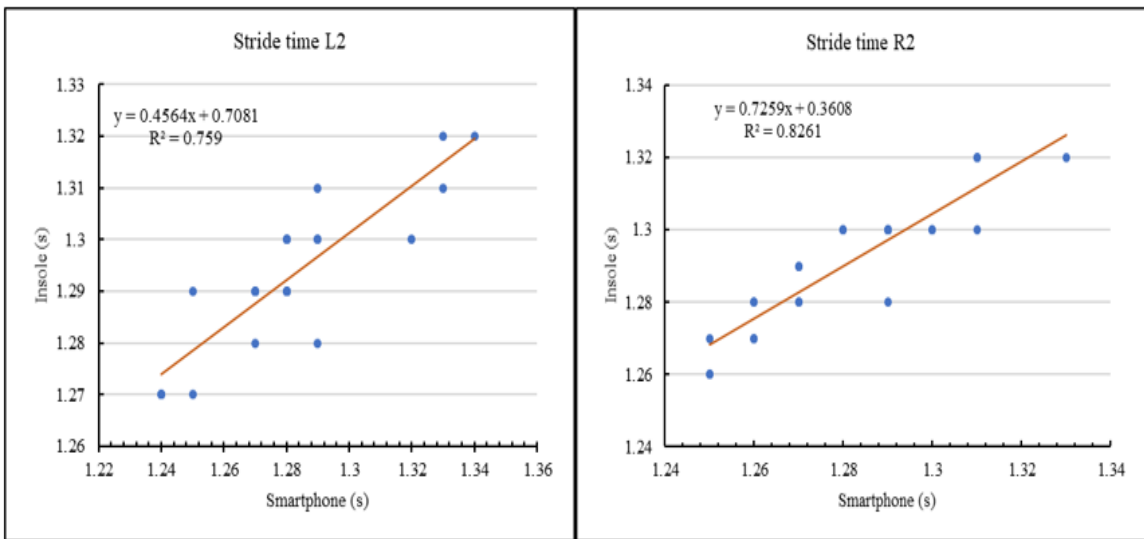 Stride time L2
1.33
1.32
1.31
1.3
1.29
1.28
1.27
1.26
y = 0.4564x + 0.7081
R² = 0.759
Insole (s)
1.22 1.24 1.26 1.28 1.3 1.32 1.34 1.36
Smartphone (s)
Stride time R2
1.34
1.32
1.3
1.28
1.26
1.24
y = 0.7259x + 0.3608
R² = 0.8261
Insole (s)
1.24 1.26 1.28 1.3 1.32 1.34
Smartphone (s)